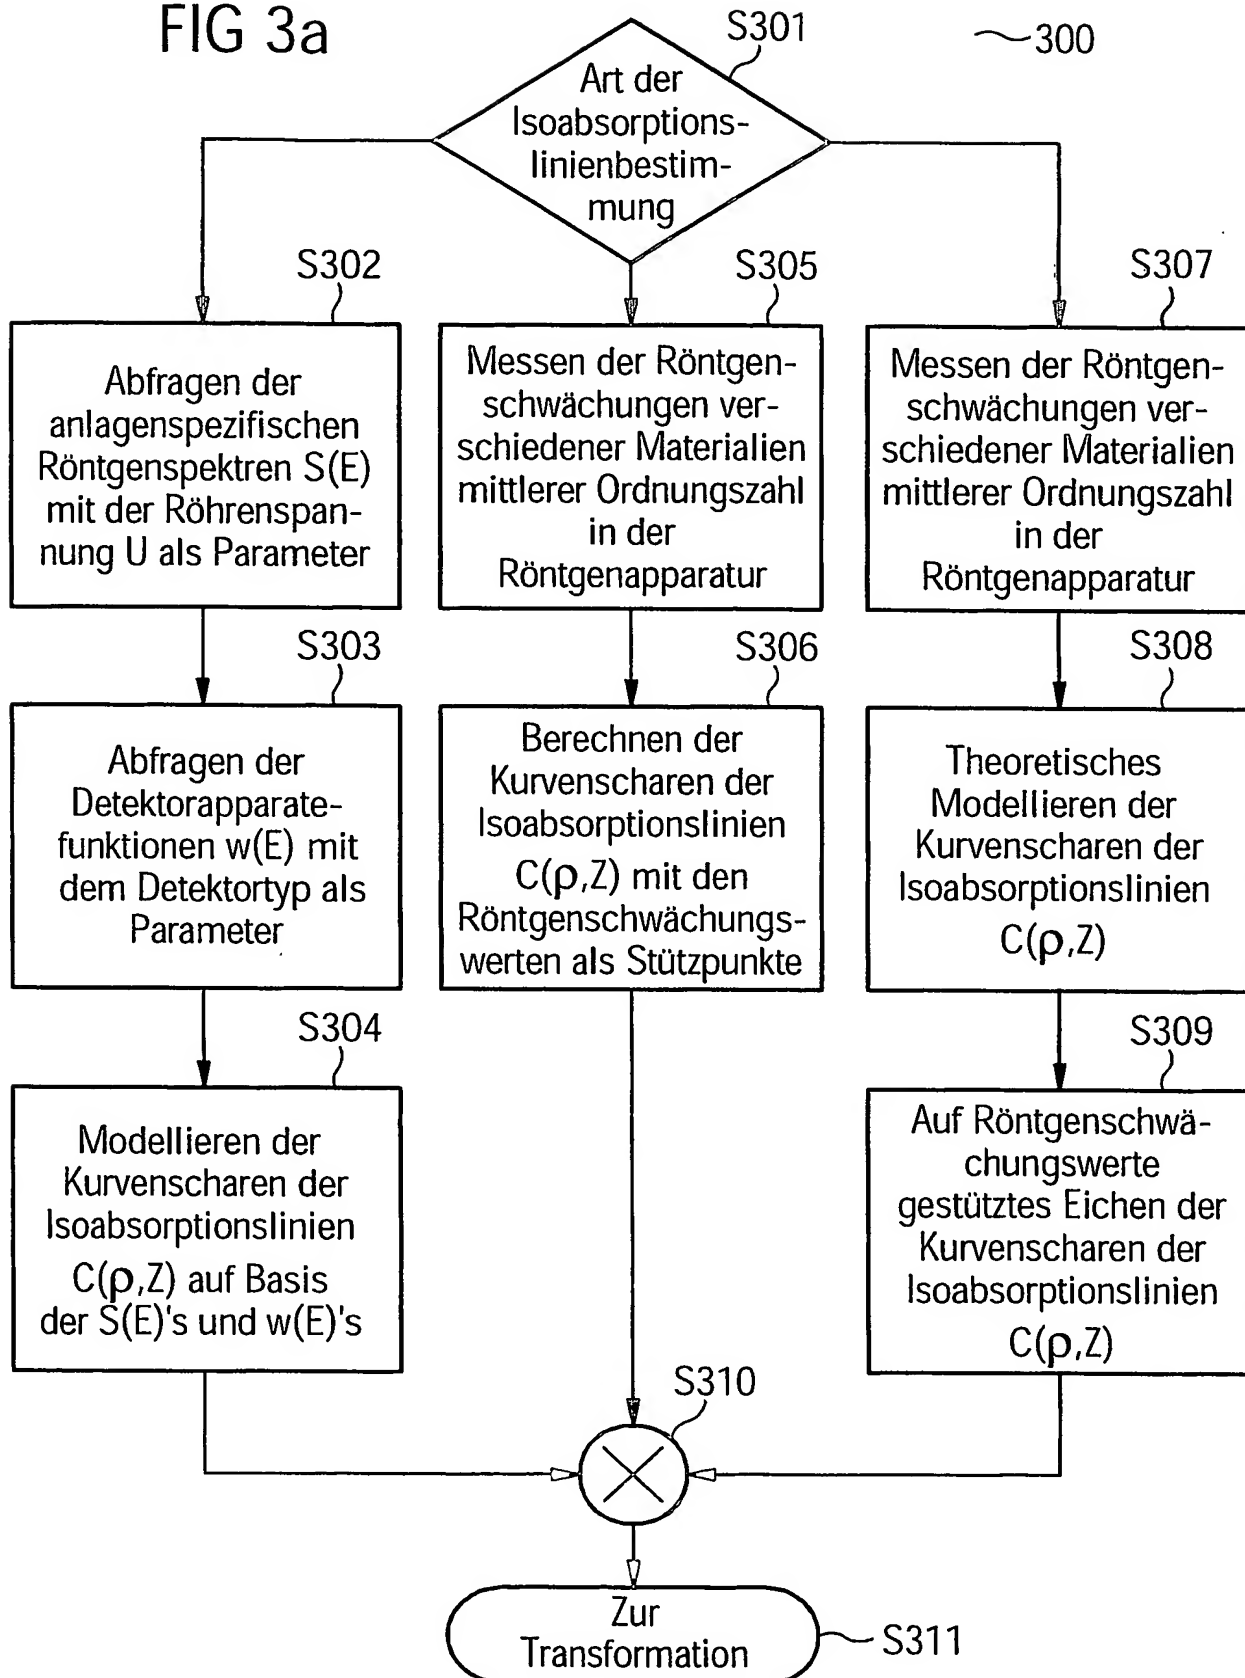 FIG 3a
S301
300
Art der
Isoabsorptions-
linienbestim-
mung
S302
Abfragen der
anlagenspezifischen
Röntgenspektren S(E)
mit der Röhrenspan-
nung U als Parameter
S303
Abfragen der
Detektorapparate-
funktionen w(E) mit
dem Detektortyp als
Parameter
S304
Modellieren der
Kurvenscharen der
Isoabsorptionslinien
C(ρ,Z) auf Basis
der S(E)'s und w(E)'s
S305
Messen der Röntgen-
schwächungen ver-
schiedener Materialien
mittlerer Ordnungszahl
in der
Röntgenapparatur
S306
Berechnen der
Kurvenscharen der
Isoabsorptionslinien
C(ρ,Z) mit den
Röntgenschwächungs-
werten als Stützpunkte
S307
Messen der Röntgen-
schwächungen ver-
schiedener Materialien
mittlerer Ordnungszahl
in der
Röntgenapparatur
S308
Theoretisches
Modellieren der
Kurvenscharen der
Isoabsorptionslinien
C(ρ,Z)
S309
Auf Röntgenschwä-
chungswerte
gestütztes Eichen der
Kurvenscharen der
Isoabsorptionslinien
C(ρ,Z)
S310
Zur
Transformation
S311